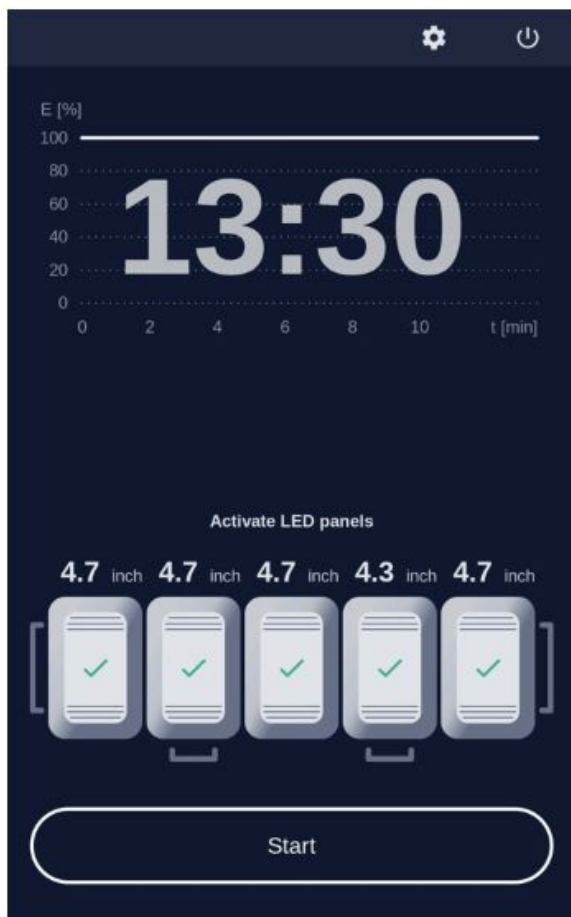 E [%]
100
80
60
40
20
0
13:30
0 2 4 6 8 10 t [min]
Activate LED panels
4.7 inch 4.7 inch 4.7 inch 4.3 inch 4.7 inch
Start